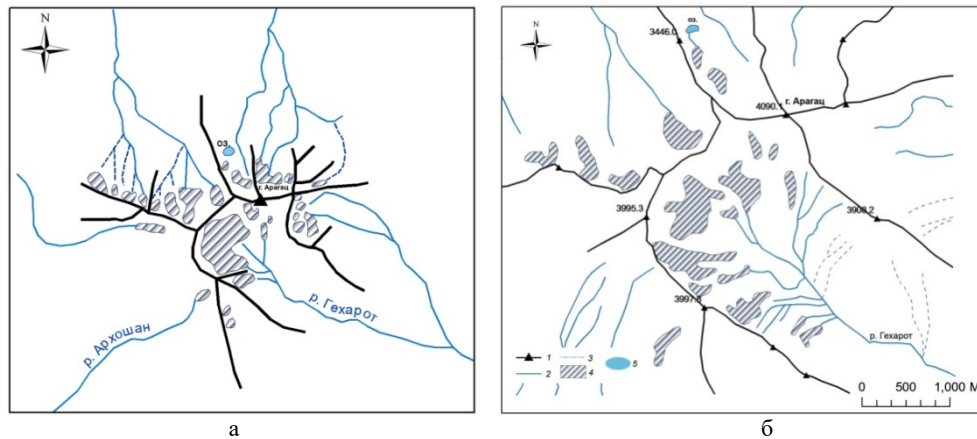 N
оз.
г. Арагац
р. Гехарот
р. Архошан
а
N
оз.
3446.0
4090.1
г. Арагац
3995.3
3908.2
3997.8
р. Гехарот
1
2
3
4
5
0 500 1,000 М
б